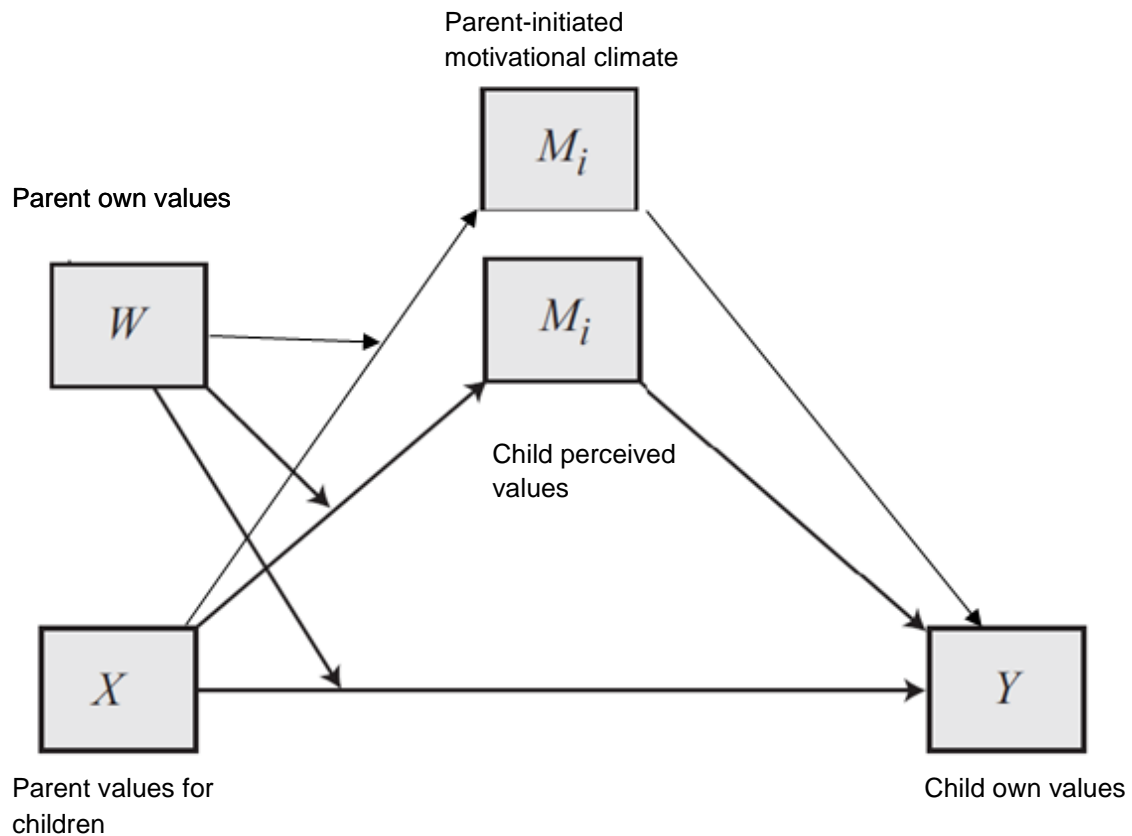 Parent-initiated
motivational climate
M_i
Parent own values
W
M_i
Child perceived
values
X
Y
Parent values for
children
Child own values